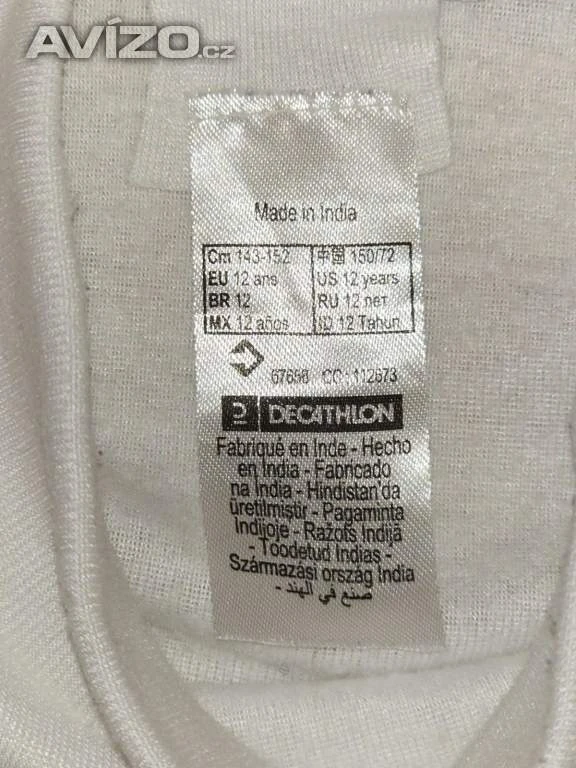 AVÍZO.cz
Made in India
Cm 143-152 中国 150/72
EU 12 ans US 12 years
BR 12 RU 12 лет
MX 12 años ID 12 Tahun
67658 CC: 112673
DECATHLON
Fabriqué en Inde - Hecho
en India - Fabricado
na India - Hindistan'da
üretilmiştir - Pagaminta
Indijoje - Ražots Indijā
- Toodetud Indias -
Származási ország India
صنع في الهند -